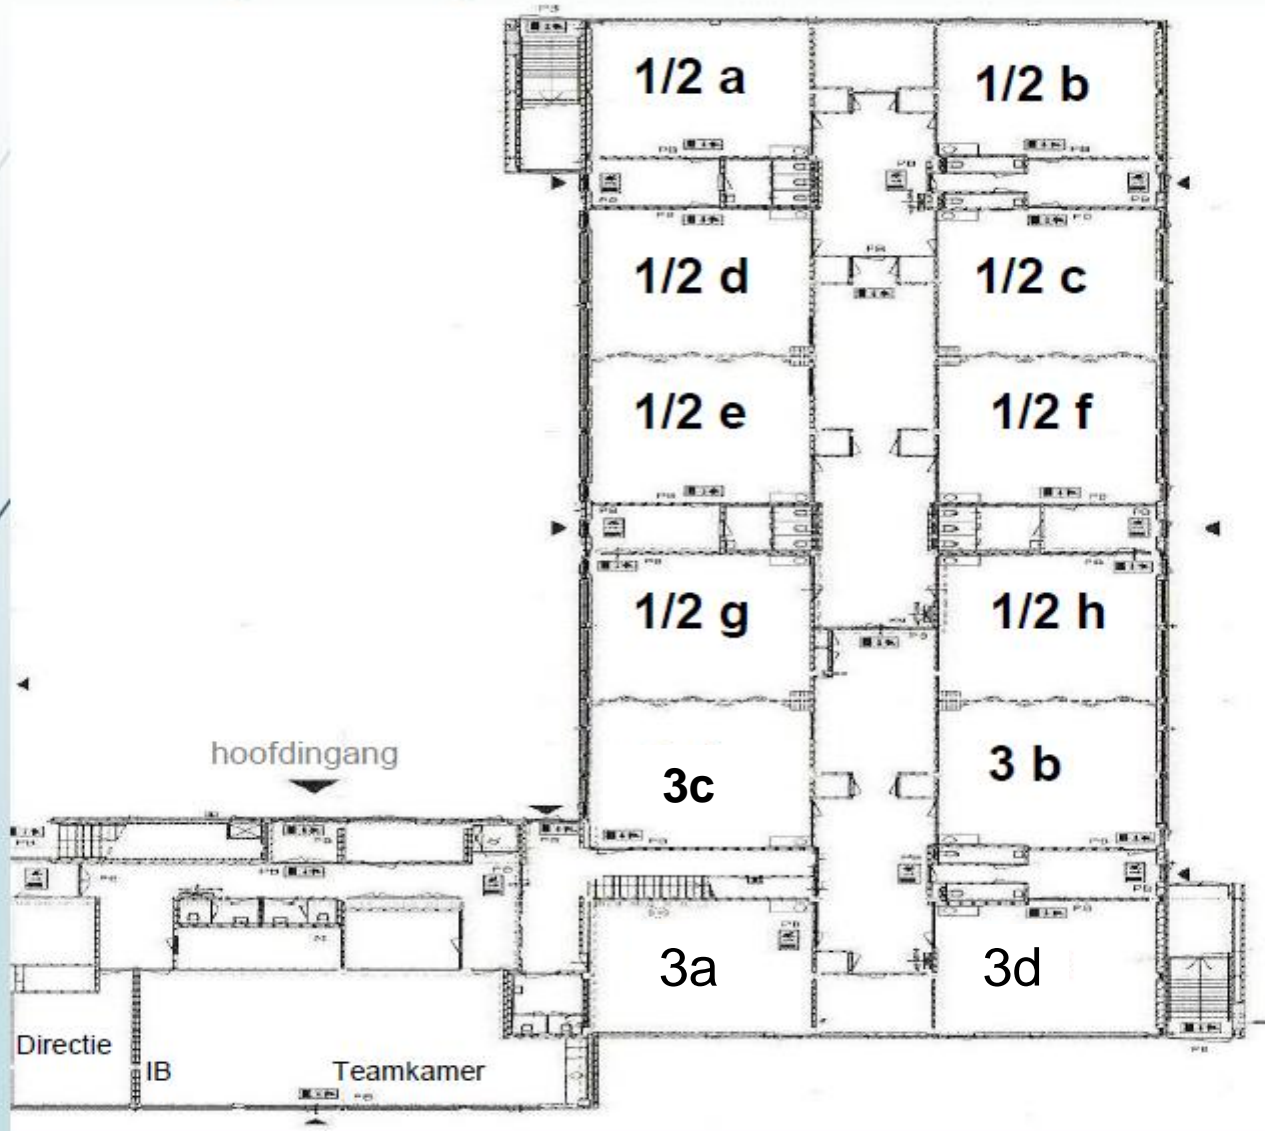 1/2 a
1/2 b
1/2 d
1/2 c
1/2 e
1/2 f
1/2 g
1/2 h
hoofdingang
3c
3 b
3a
3d
Directie
IB
Teamkamer